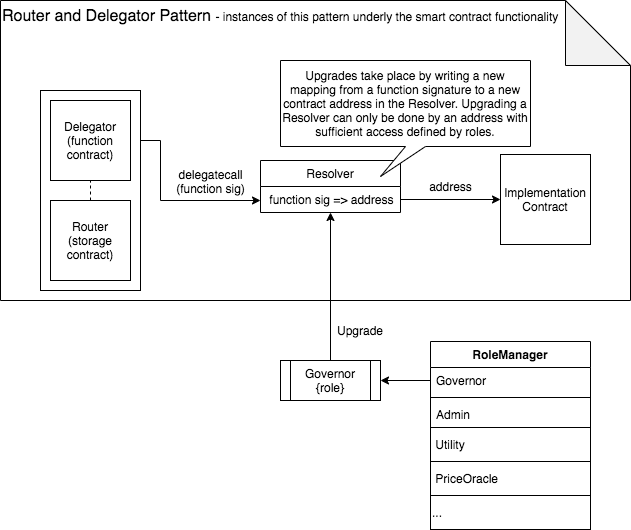 Router and Delegator Pattern - instances of this pattern underly the smart contract functionality
Upgrades take place by writing a new
mapping from a function signature to a new
contract address in the Resolver. Upgrading a
Resolver can only be done by an address with
sufficient access defined by roles.
Delegator
(function
contract)
Router
(storage
contract)
delegatecall
(function sig)
Resolver
function sig => address
address
Implementation
Contract
Upgrade
Governor
{role}
RoleManager
Governor
Admin
Utility
PriceOracle
...